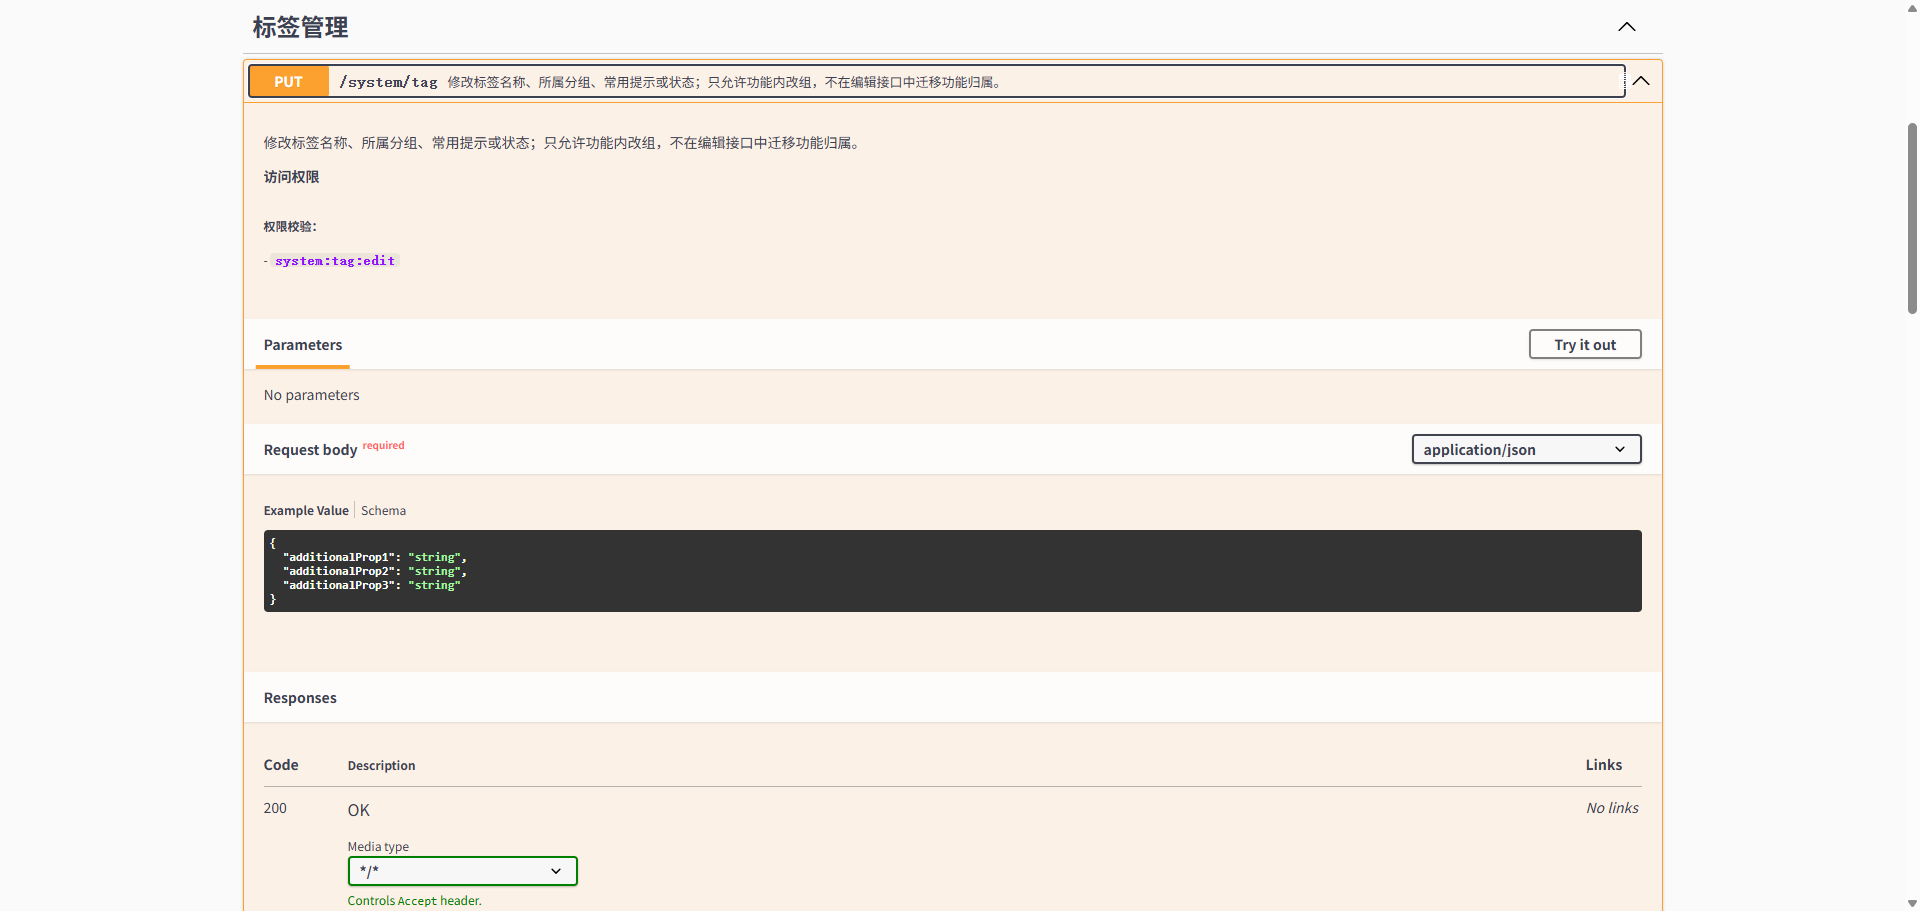 标签管理
PUT /system/tag 修改标签名称、所属分组、常用提示或状态；只允许功能内改组，不在编辑接口中迁移功能归属。
修改标签名称、所属分组、常用提示或状态；只允许功能内改组，不在编辑接口中迁移功能归属。
访问权限
权限校验：
- system:tag:edit
Parameters Try it out
No parameters
Request body required application/json
Example Value Schema
{
"additionalProp1": "string",
"additionalProp2": "string",
"additionalProp3": "string"
}
Responses
Code Description Links
200 OK No links
Media type
*/*
Controls Accept header.